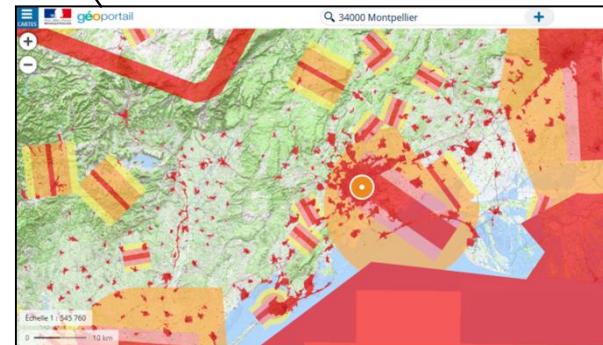 CARTES
géoportail
34000 Montpellier
+
+
−
Échelle 1 : 545 760
0 10 km